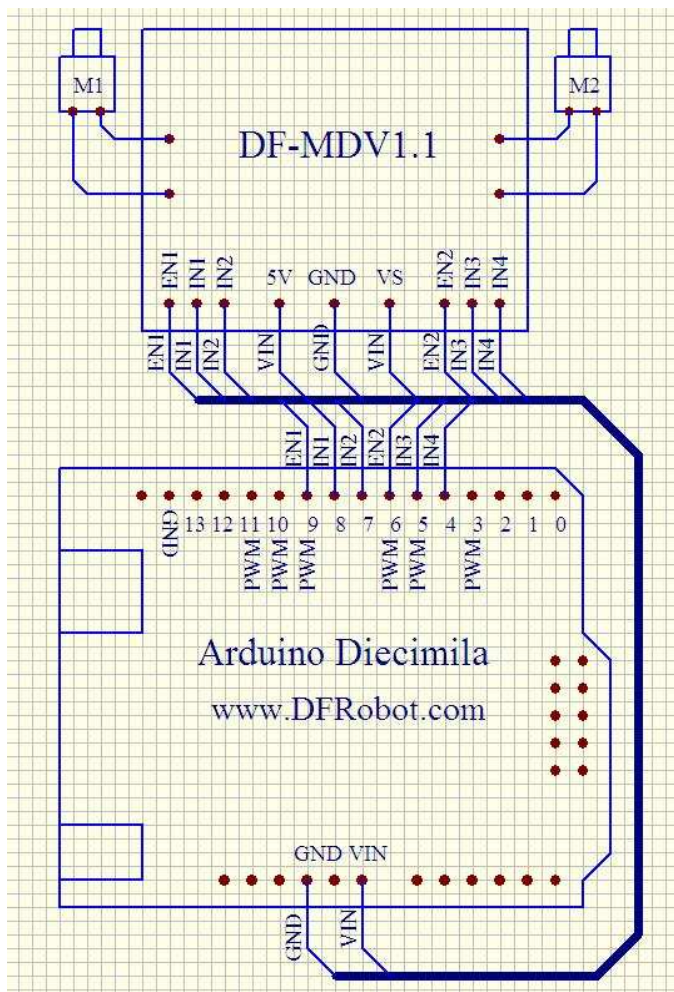 M1
M2
DF-MDV1.1
EN1 IN1 IN2 5V GND VS EN2 IN3 IN4
EN1 IN1 IN2 VIN GND VIN EN2 IN3 IN4
EN1 IN1 IN2 EN2 IN3 IN4
GND 13 12 11 10 9 8 7 6 5 4 3 2 1 0
PWM PWM PWM PWM PWM PWM
Arduino Diecimila
www.DFRobot.com
GND VIN
GND VIN